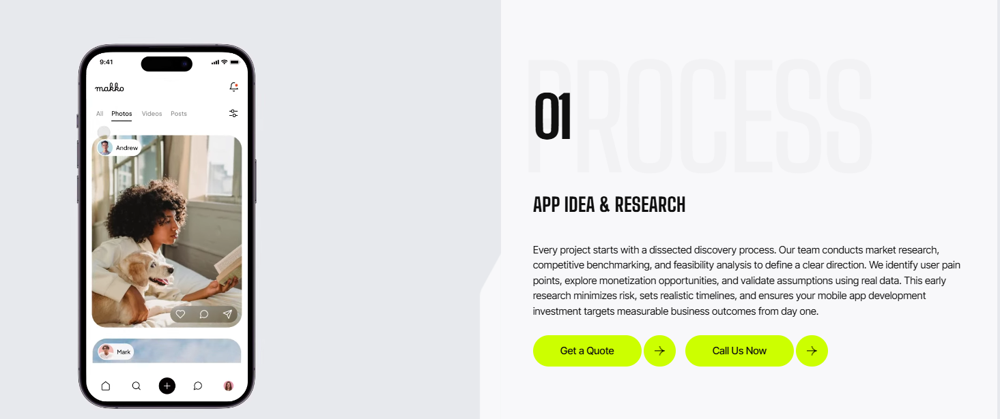 9:41
makko
All Photos Videos Posts
Andrew
Mark
PROCESS
01
APP IDEA & RESEARCH
Every project starts with a dissected discovery process. Our team conducts market research,
competitive benchmarking, and feasibility analysis to define a clear direction. We identify user pain
points, explore monetization opportunities, and validate assumptions using real data. This early
research minimizes risk, sets realistic timelines, and ensures your mobile app development
investment targets measurable business outcomes from day one.
Get a Quote
Call Us Now